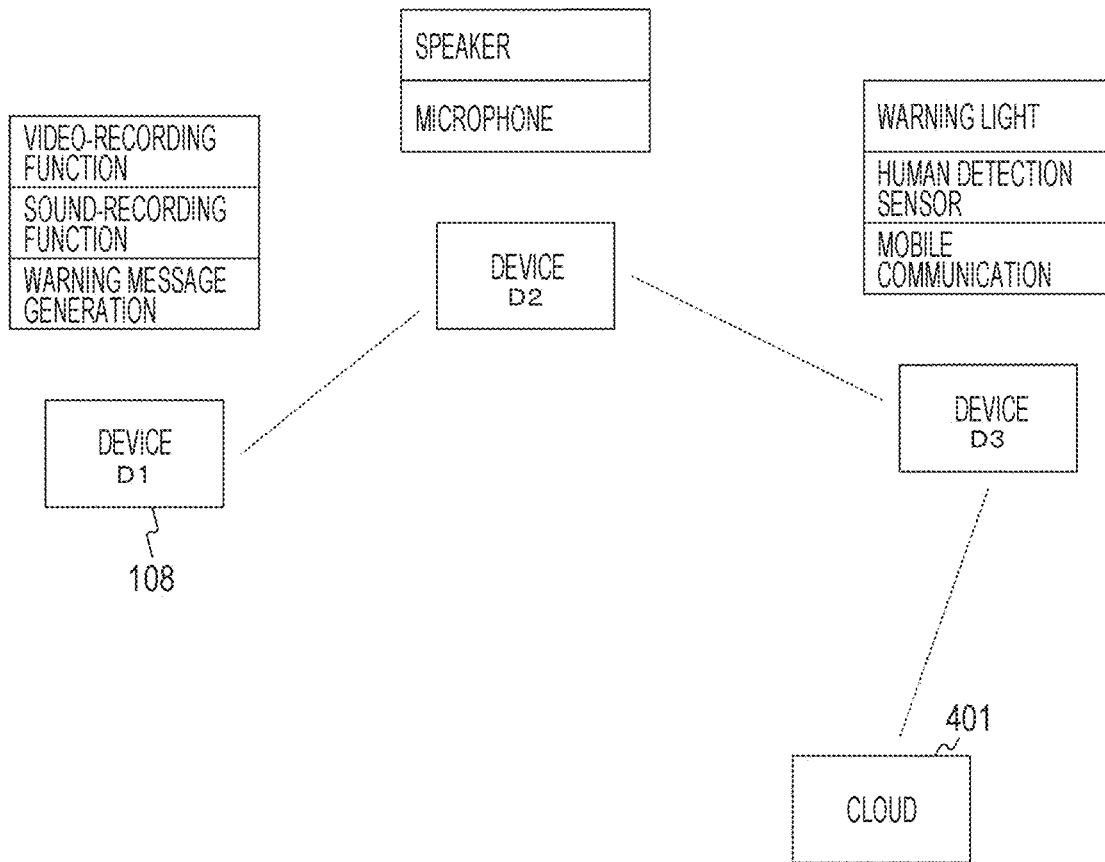 SPEAKER
MICROPHONE
VIDEO-RECORDING
FUNCTION
SOUND-RECORDING
FUNCTION
WARNING MESSAGE
GENERATION
WARNING LIGHT
HUMAN DETECTION
SENSOR
MOBILE
COMMUNICATION
DEVICE
D2
DEVICE
D3
DEVICE
D1
108
401
CLOUD